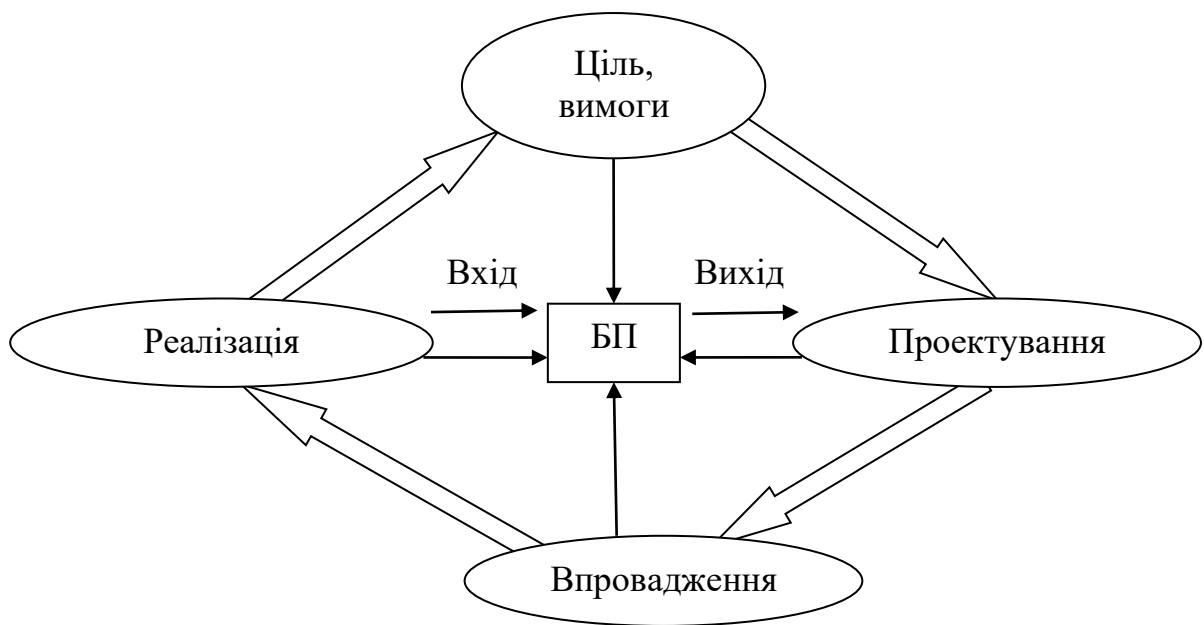 Ціль,
вимоги
Вхід
Вихід
Реалізація
БП
Проектування
Впровадження